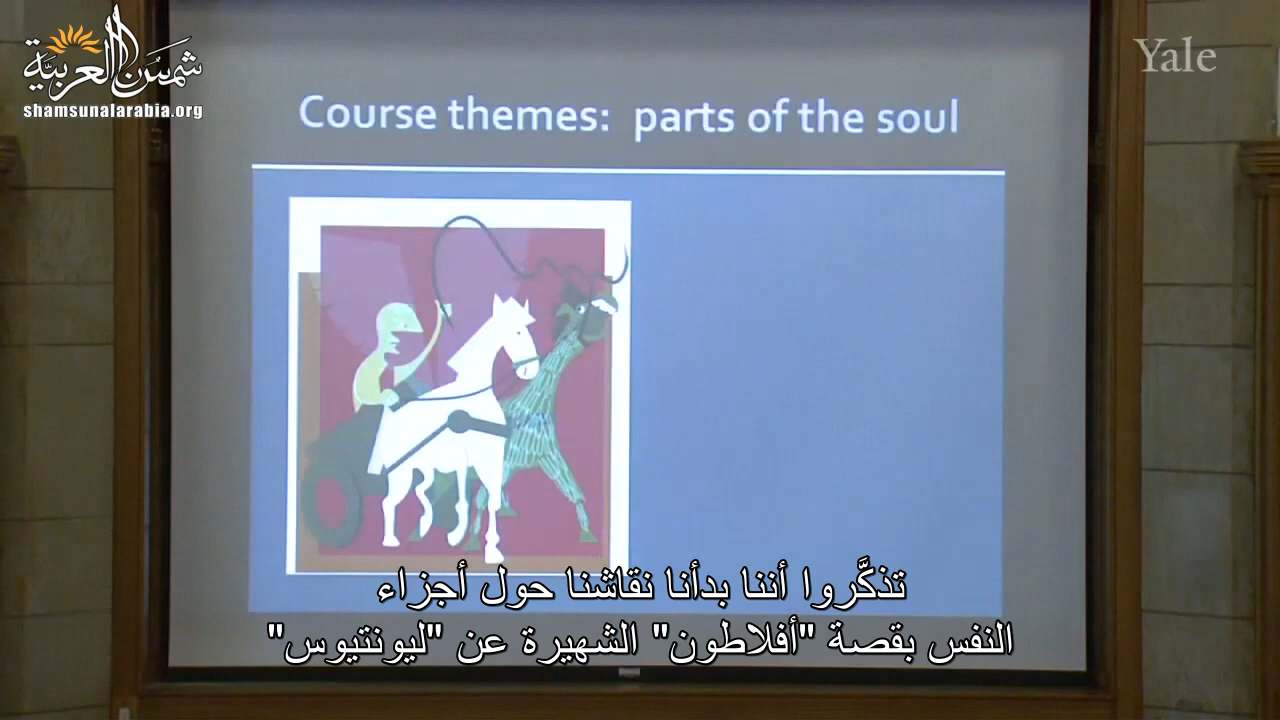 شمس العربية
shamsunalarabia.org
Yale
Course themes: parts of the soul
تذكَّروا أننا بدأنا نقاشنا حول أجزاء
النفس بقصة "أفلاطون" الشهيرة عن "ليونتيوس"